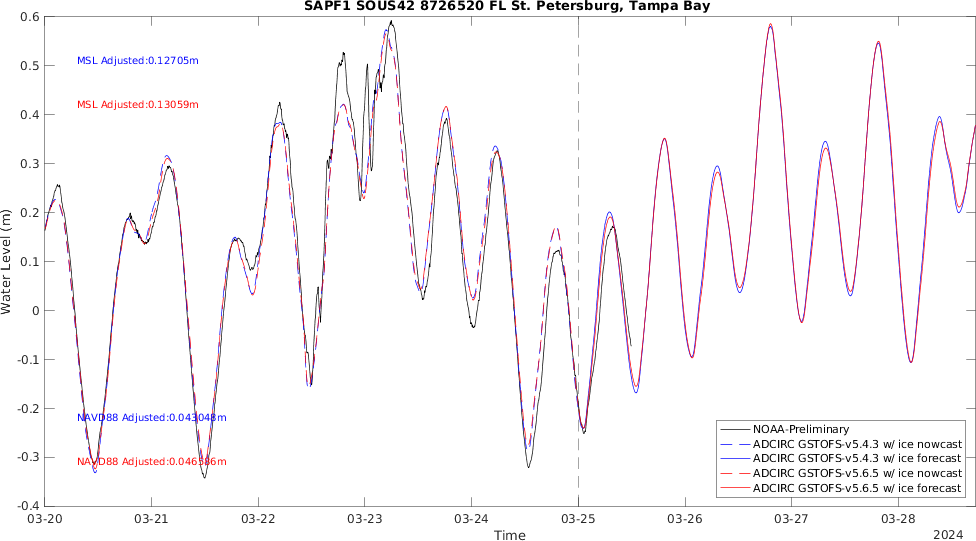 SAPF1 SOUS42 8726520 FL St. Petersburg, Tampa Bay
0.6
0.5
0.4
0.3
0.2
0.1
0
-0.1
-0.2
-0.3
-0.4
Water Level (m)
MSL Adjusted:0.12705m
MSL Adjusted:0.13059m
NAVD88 Adjusted:0.043048m
NAVD88 Adjusted:0.046586m
NOAA-Preliminary
ADCIRC GSTOFS-v5.4.3 w/ ice nowcast
ADCIRC GSTOFS-v5.4.3 w/ ice forecast
ADCIRC GSTOFS-v5.6.5 w/ ice nowcast
ADCIRC GSTOFS-v5.6.5 w/ ice forecast
03-20 03-21 03-22 03-23 03-24 03-25 03-26 03-27 03-28
Time
2024